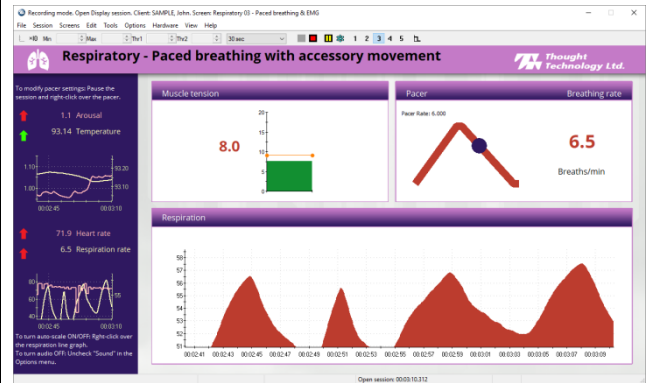 Recording mode. Open Display session. Client: SAMPLE, John. Screen: Respiratory 03 - Paced breathing & EMG
File Session Screens Edit Tools Options Hardware View Help
Min Max Thr1 Thr2 30 sec 1 2 3 4 5
Respiratory - Paced breathing with accessory movement
Thought
Technology Ltd.
To modify pacer settings: Pause the
session and right-click over the pacer.
1.1 Arousal
93.14 Temperature
1.10
1.00
93.20
93.10
00:02:45 00:03:10
71.9 Heart rate
6.5 Respiration rate
80
60
40
55
00:02:45 00:03:10
To turn auto-scale ON/OFF: Right-click over
the respiration line graph.
To turn audio OFF: Uncheck "Sound" in the
Options menu.
Muscle tension
8.0
20
15
10
5
0
Pacer Breathing rate
Pacer Rate: 6.000
6.5
Breaths/min
Respiration
58
57
56
55
54
53
52
51
00:02:41 00:02:43 00:02:45 00:02:47 00:02:49 00:02:51 00:02:53 00:02:55 00:02:57 00:02:59 00:03:01 00:03:03 00:03:05 00:03:07 00:03:09
Open session: 00:03:10.312